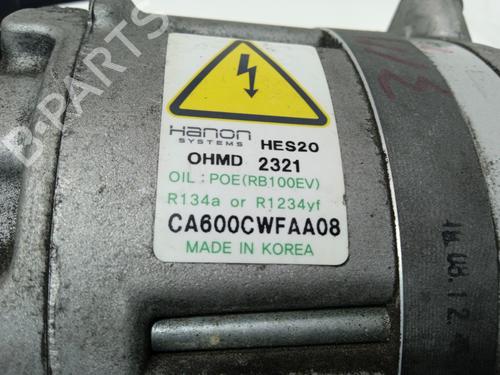 B-PARTS
Hanon
SYSTEMS
HES20
OHMD 2321
OIL : POE(RB100EV)
R134a or R1234yf
CA600CWFAA08
MADE IN KOREA